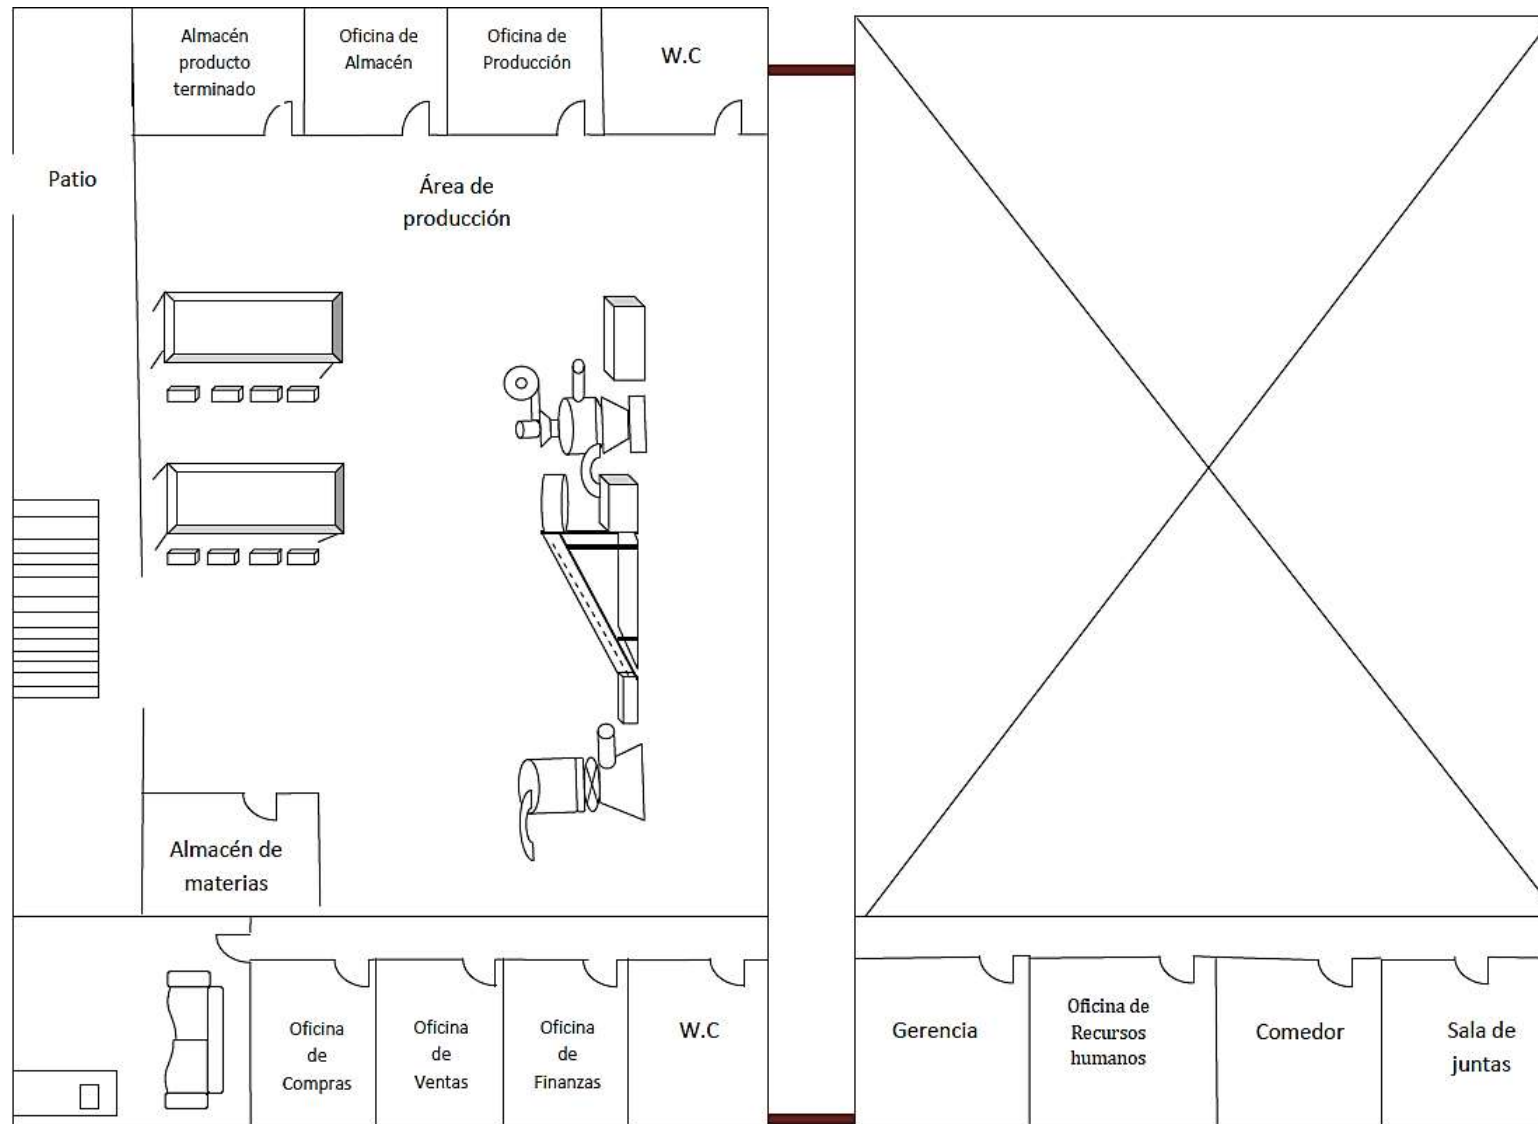 Almacén
producto
terminado
Oficina de
Almacén
Oficina de
Producción
W.C
Patio
Área de
producción
Almacén de
materias
Oficina
de
Compras
Oficina
de
Ventas
Oficina
de
Finanzas
W.C
Gerencia
Oficina de
Recursos
humanos
Comedor
Sala de
juntas